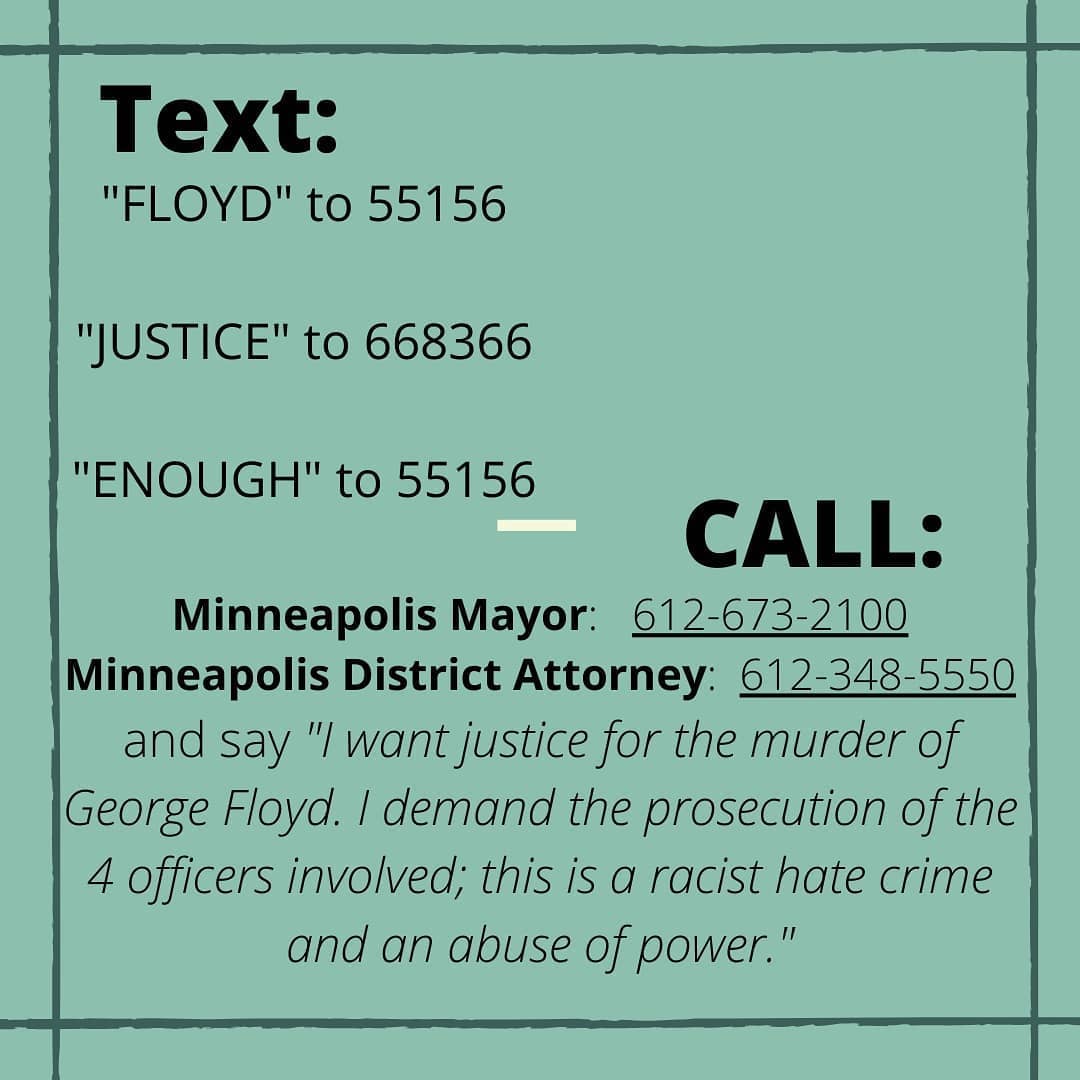 Text:
"FLOYD" to 55156
"JUSTICE" to 668366
"ENOUGH" to 55156
CALL:
Minneapolis Mayor: 612-673-2100
Minneapolis District Attorney: 612-348-5550
and say "I want justice for the murder of
George Floyd. I demand the prosecution of the
4 officers involved; this is a racist hate crime
and an abuse of power."